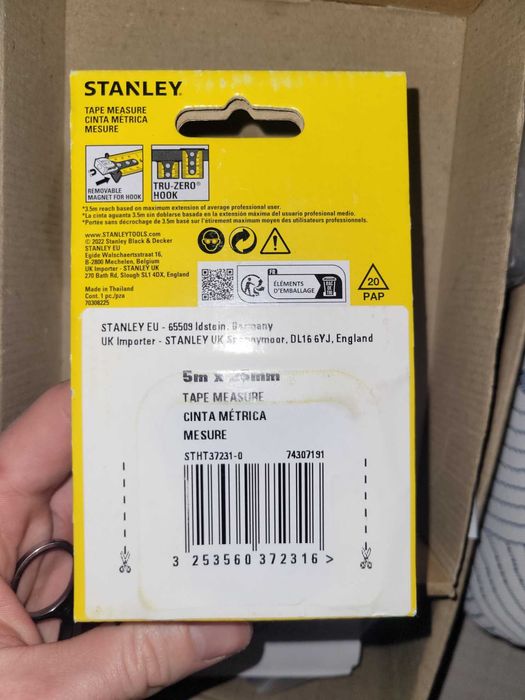 STANLEY
TAPE MEASURE
CINTA MÉTRICA
MESURE
REMOVABLE
MAGNET FOR HOOK
TRU-ZERO®
HOOK
*3.5m reach based on maximum extension of average professional user.
*La cinta aguanta 3.5m sin doblarse basada en la extensión máxima del usuario profesional medio.
*Portée sans décrochage de 3.5m basé sur l'étirement maximum moyen des utilisateurs professionnels.
www.STANLEYTOOLS.com
© 2022 Stanley Black & Decker
STANLEY EU
Egide Walschaertsstraat 16,
B-2800 Mechelen, Belgium
UK Importer - STANLEY UK
270 Bath Rd, Slough SL1 4DX, England
Made in Thailand
Cont. 1 pc./pza
70308225
FR
ÉLÉMENTS
D'EMBALLAGE
20
PAP
STANLEY EU - 65509 Idstein, Germany
UK Importer - STANLEY UK Spennymoor, DL16 6YJ, England
5m x 25mm
TAPE MEASURE
CINTA MÉTRICA
MESURE
STHT37231-0 74307191
3 253560 372316 >